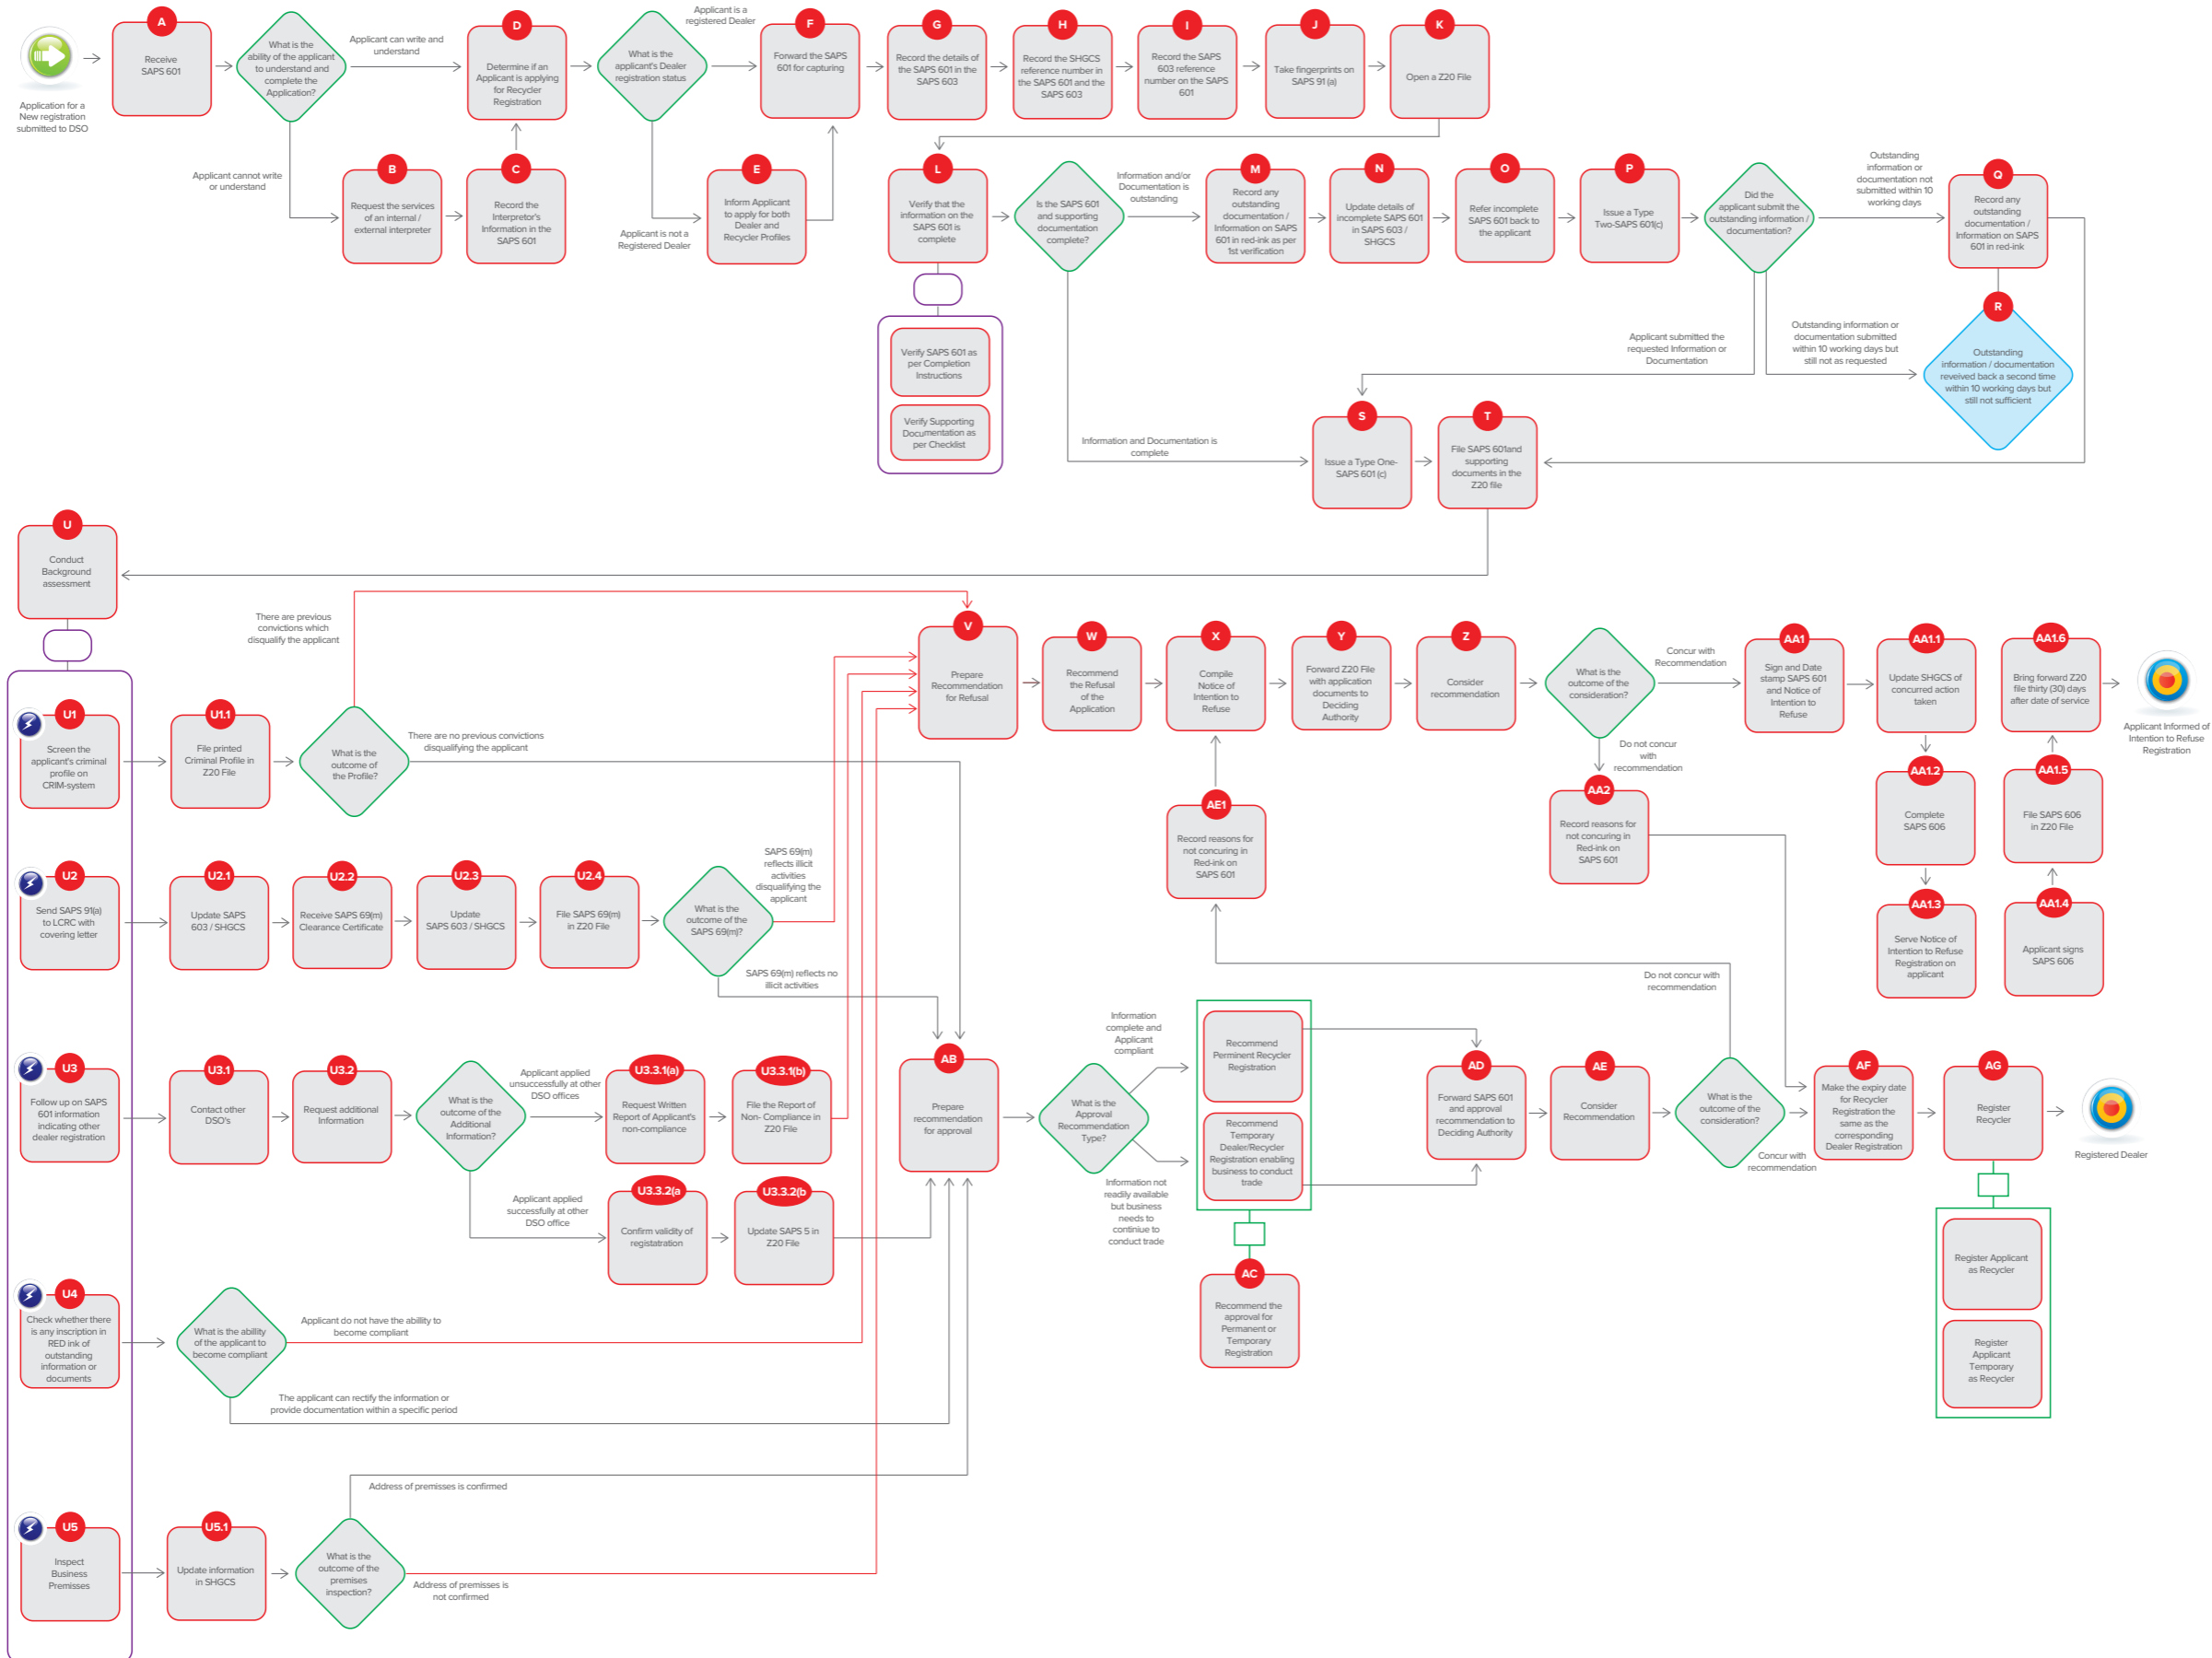 Application for a
New registration
submitted to DSO
A
Receive
SAPS 601
What is the
ability of the applicant
to understand and
complete the
Application?
Applicant can write and
understand
Applicant cannot write
or understand
B
Request the services
of an internal /
external interpreter
C
Record the
Interpretor's
Information in the
SAPS 601
D
Determine if an
Applicant is applying
for Recycler
Registration
What is the
applicant's Dealer
registration status
Applicant is a
registered Dealer
Applicant is not a
Registered Dealer
E
Inform Applicant
to apply for both
Dealer and
Recycler Profiles
F
Forward the SAPS
601 for capturing
G
Record the details of
the SAPS 601 in the
SAPS 603
H
Record the SHGCS
reference number in
the SAPS 601 and the
SAPS 603
I
Record the SAPS
603 reference
number on the SAPS
601
J
Take fingerprints on
SAPS 91 (a)
K
Open a Z20 File
L
Verify that the
information on the
SAPS 601 is
complete
Verify SAPS 601 as
per Completion
Instructions
Verify Supporting
Documentation as
per Checklist
Is the SAPS 601
and supporting
documentation
complete?
Information and/or
Documentation is
outstanding
Information and Documentation is
complete
M
Record any
outstanding
documentation /
Information on SAPS
601 in red-ink as per
1st verification
N
Update details of
incomplete SAPS 601
in SAPS 603 /
SHGCS
O
Refer incomplete
SAPS 601 back to
the applicant
P
Issue a Type
Two-SAPS 601(c)
Did the
applicant submit the
outstanding information /
documentation?
Outstanding
information or
documentation not
submitted within 10
working days
Q
Record any
outstanding
documentation /
Information on SAPS
601 in red-ink
Applicant submitted the
requested Information or
Documentation
Outstanding information or
documentation submitted
within 10 working days but
still not as requested
R
Outstanding
information / documentation
reveived back a second time
within 10 working days but
still not sufficient
S
Issue a Type One-
SAPS 601 (c)
T
File SAPS 601and
supporting
documents in the
Z20 file
U
Conduct
Background
assessment
U1
Screen the
applicant's criminal
profile on
CRIM-system
U1.1
File printed
Criminal Profile in
Z20 File
What is the
outcome of
the Profile?
There are previous
convictions which
disqualify the applicant
There are no previous convictions
disqualifying the applicant
U2
Send SAPS 91(a)
to LCRC with
covering letter
U2.1
Update SAPS
603 / SHGCS
U2.2
Receive SAPS 69(m)
Clearance Certificate
U2.3
Update
SAPS 603 / SHGCS
U2.4
File SAPS 69(m)
in Z20 File
What is the
outcome of the
SAPS 69(m)?
SAPS 69(m)
reflects illicit
activities
disqualifying the
applicant
SAPS 69(m) reflects no
illicit activities
U3
Follow up on SAPS
601 information
indicating other
dealer registration
U3.1
Contact other
DSO's
U3.2
Request additional
Information
What is the
outcome of the
Additional
Information?
Applicant applied
unsuccessfully at other
DSO offices
U3.3.1(a)
Request Written
Report of Applicant's
non-compliance
U3.3.1(b)
File the Report of
Non- Compliance in
Z20 File
Applicant applied
successfully at other
DSO office
U3.3.2(a
Confirm validity of
registatration
U3.3.2(b
Update SAPS 5 in
Z20 File
U4
Check whether there
is any inscription in
RED ink of
outstanding
information or
documents
What is the abillity
of the applicant to
become compliant
Applicant do not have the abillity to
become compliant
The applicant can rectify the information or
provide documentation within a specific period
U5
Inspect
Business
Premisses
U5.1
Update information
in SHGCS
What is the
outcome of the
premises
inspection?
Address of premises is confirmed
Address of premisses is
not confirmed
V
Prepare
Recommendation
for Refusal
W
Recommend
the Refusal
of the
Application
X
Compile
Notice of
Intention to
Refuse
Y
Forward Z20 File
with application
documents to
Deciding
Authority
Z
Consider
recommendation
What is the
outcome of the
consideration?
Concur with
Recommendation
Do not concur
with
recommendation
AA1
Sign and Date
stamp SAPS 601
and Notice of
Intention to
Refuse
AA1.1
Update SHGCS of
concurred action
taken
AA1.2
Complete
SAPS 606
AA1.3
Serve Notice of
Intention to Refuse
Registration on
applicant
AA1.4
Applicant signs
SAPS 606
AA1.5
File SAPS 606
in Z20 File
AA1.6
Bring forward Z20
file thirty (30) days
after date of service
Applicant Informed of
Intention to Refuse
Registration
AA2
Record reasons for
not concuring in
Red-ink on
SAPS 601
AE1
Record reasons for
not concuring in
Red-ink on
SAPS 601
AB
Prepare
recommendation
for approval
What is the
Approval
Recommendation
Type?
Information
complete and
Applicant
compliant
Information not
readily available
but business
needs to
continiue to
conduct trade
Recommend
Perminent Recycler
Registration
Recommend
Temporary
Dealer/Recycler
Registration enabling
business to conduct
trade
AC
Recommend the
approval for
Permanent or
Temporary
Registration
AD
Forward SAPS 601
and approval
recommendation to
Deciding Authority
AE
Consider
Recommendation
What is the
outcome of the
consideration?
Do not concur with
recommendation
Concur with
recommendation
AF
Make the expiry date
for Recycler
Registration the
same as the
corresponding
Dealer Registration
AG
Register
Recycler
Registered Dealer
Register Applicant
as Recycler
Register
Applicant
Temporary
as Recycler